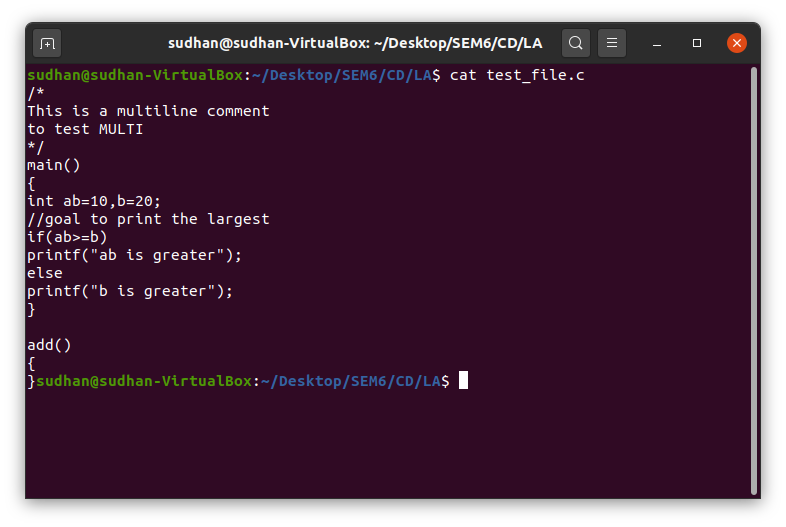 sudhan@sudhan-VirtualBox: ~/Desktop/SEM6/CD/LA
sudhan@sudhan-VirtualBox:~/Desktop/SEM6/CD/LA$ cat test_file.c
/*
This is a multiline comment
to test MULTI
*/
main()
{
int ab=10,b=20;
//goal to print the largest
if(ab>=b)
printf("ab is greater");
else
printf("b is greater");
}

add()
{
}sudhan@sudhan-VirtualBox:~/Desktop/SEM6/CD/LA$